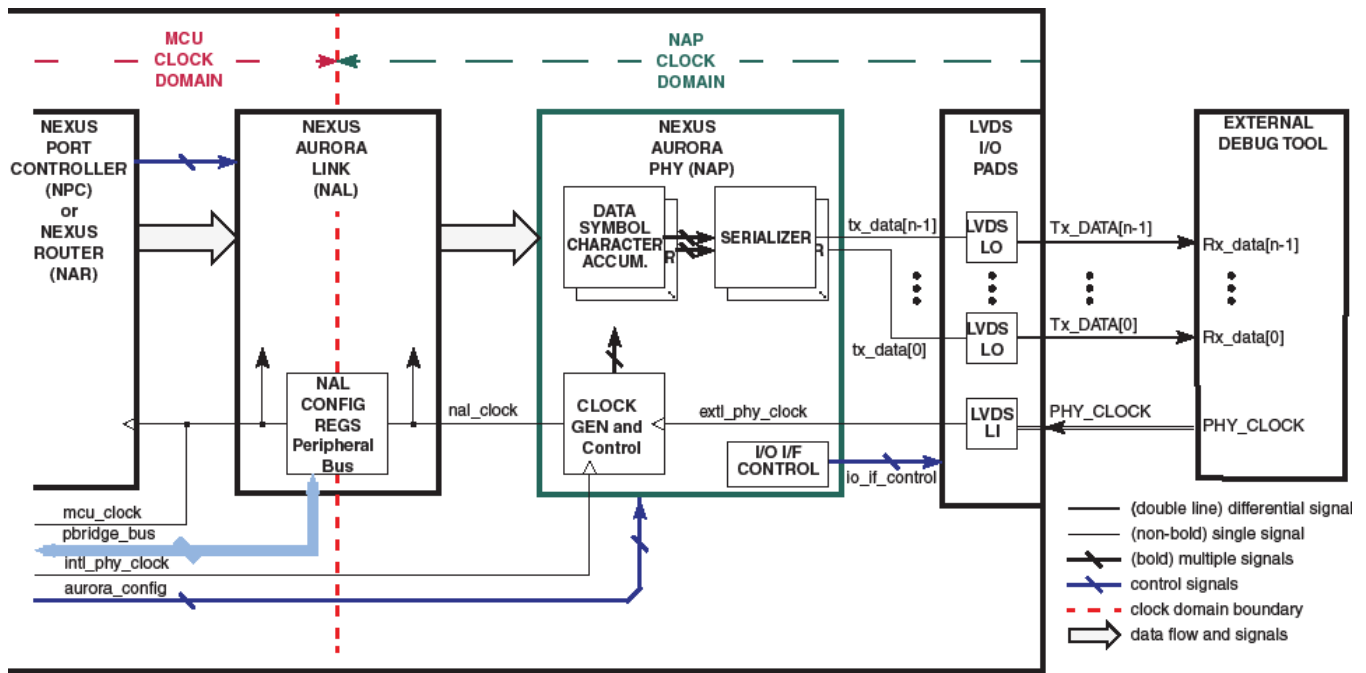 MCU
CLOCK
DOMAIN
NAP
CLOCK
DOMAIN
NEXUS
PORT
CONTROLLER
(NPC)
or
NEXUS
ROUTER
(NAR)
NEXUS
AURORA
LINK
(NAL)
NEXUS
AURORA
PHY (NAP)
LVDS
I/O
PADS
EXTERNAL
DEBUG TOOL
DATA
SYMBOL
CHARACTER
ACCUM.
R
SERIALIZER
R
tx_data[n-1]
LVDS
LO
Tx_DATA[n-1]
Rx_data[n-1]
tx_data[0]
LVDS
LO
Tx_DATA[0]
Rx_data[0]
NAL
CONFIG
REGS
Peripheral
Bus
nal_clock
CLOCK
GEN and
Control
extl_phy_clock
LVDS
LI
PHY_CLOCK
PHY_CLOCK
I/O I/F
CONTROL
io_if_control
mcu_clock
pbridge_bus
intl_phy_clock
aurora_config
(double line) differential signal
(non-bold) single signal
(bold) multiple signals
control signals
clock domain boundary
data flow and signals